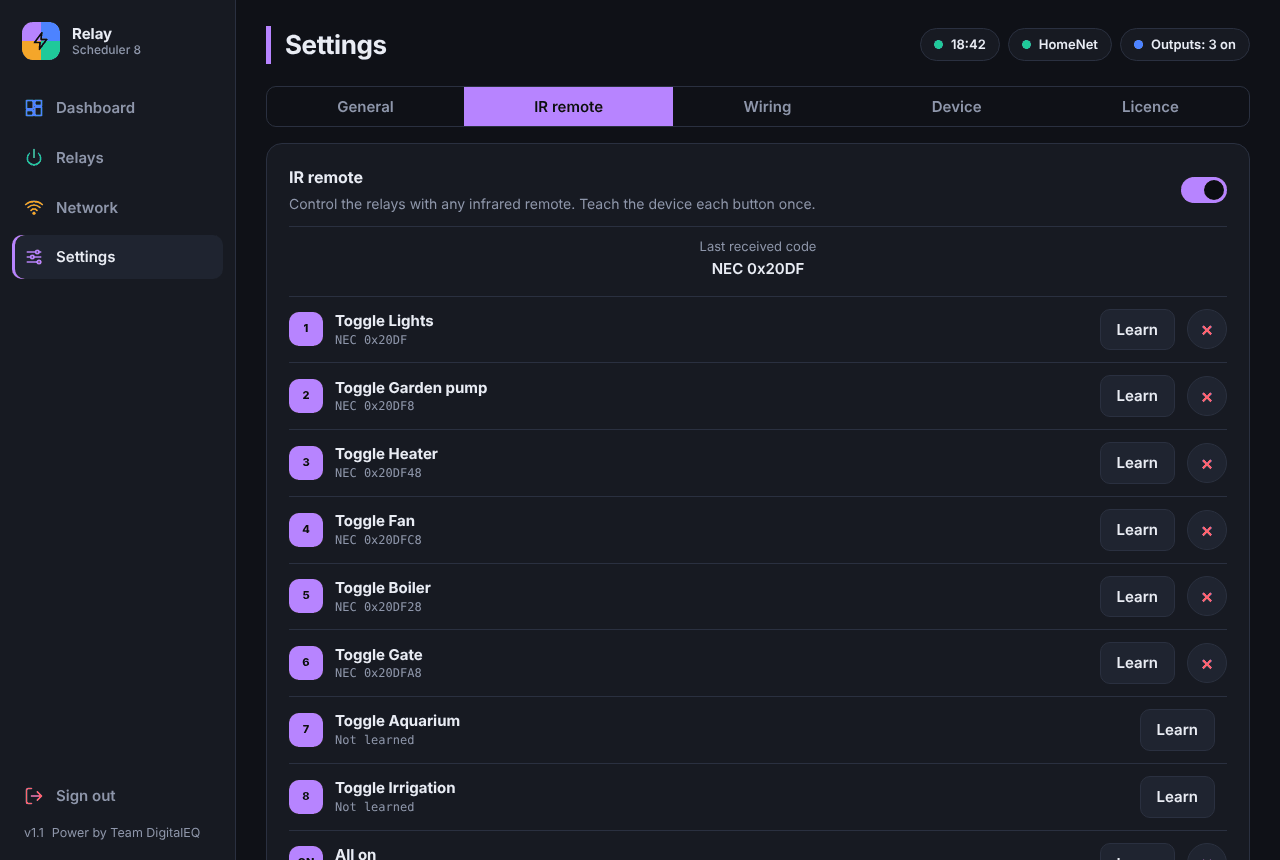 Relay
Scheduler 8
Dashboard
Relays
Network
Settings
Sign out
v1.1 Power by Team DigitalEQ
Settings
18:42
HomeNet
Outputs: 3 on
General
IR remote
Wiring
Device
Licence
IR remote
Control the relays with any infrared remote. Teach the device each button once.
Last received code
NEC 0x20DF
1
Toggle Lights
NEC 0x20DF
Learn
2
Toggle Garden pump
NEC 0x20DF8
Learn
3
Toggle Heater
NEC 0x20DF48
Learn
4
Toggle Fan
NEC 0x20DFC8
Learn
5
Toggle Boiler
NEC 0x20DF28
Learn
6
Toggle Gate
NEC 0x20DFA8
Learn
7
Toggle Aquarium
Not learned
Learn
8
Toggle Irrigation
Not learned
Learn
All on